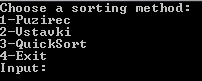 Choose a sorting method:
1-Puzirec
2-Vstavki
3-QuickSort
4-Exit
Input: